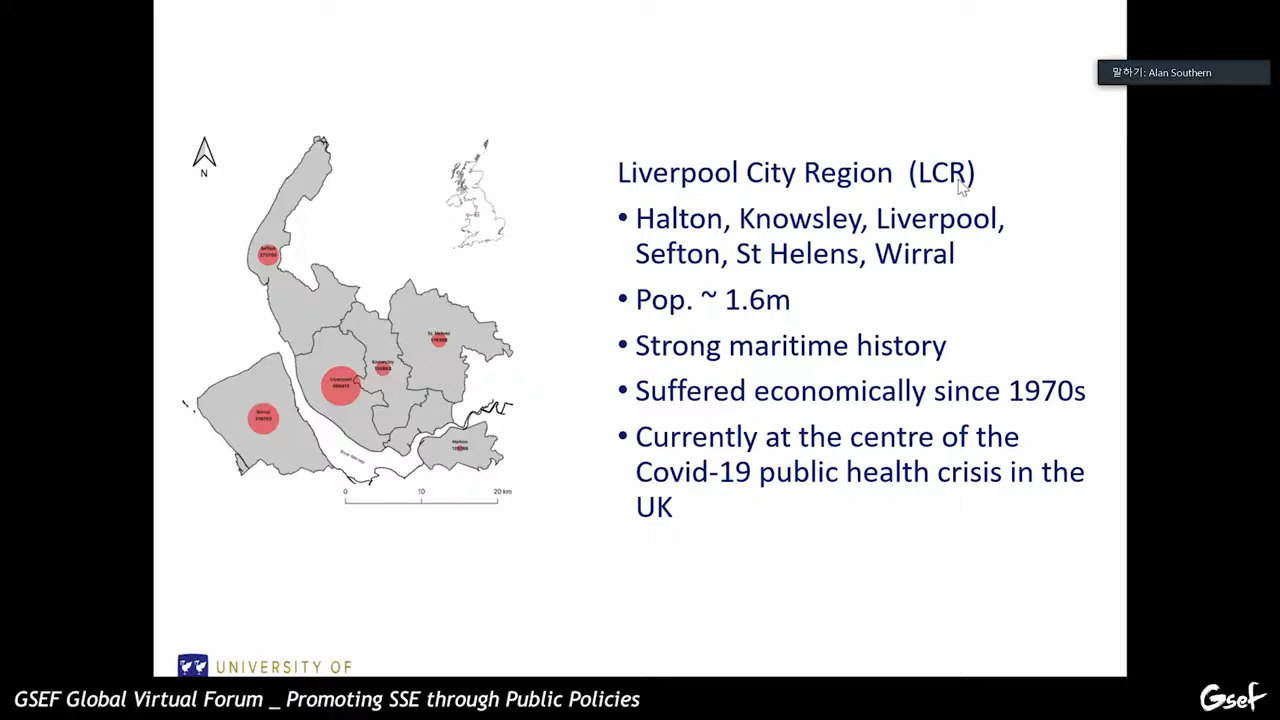 말하기: Alan Southern
N
Liverpool City Region (LCR)
• Halton, Knowsley, Liverpool,
Sefton, St Helens, Wirral
• Pop. ~ 1.6m
• Strong maritime history
• Suffered economically since 1970s
• Currently at the centre of the
Covid-19 public health crisis in the
UK
Sefton
St. Helens
Knowsley
Liverpool
Wirral
Halton
River Mersey
0 10 20 km
UNIVERSITY OF
GSEF Global Virtual Forum _ Promoting SSE through Public Policies
Gsef